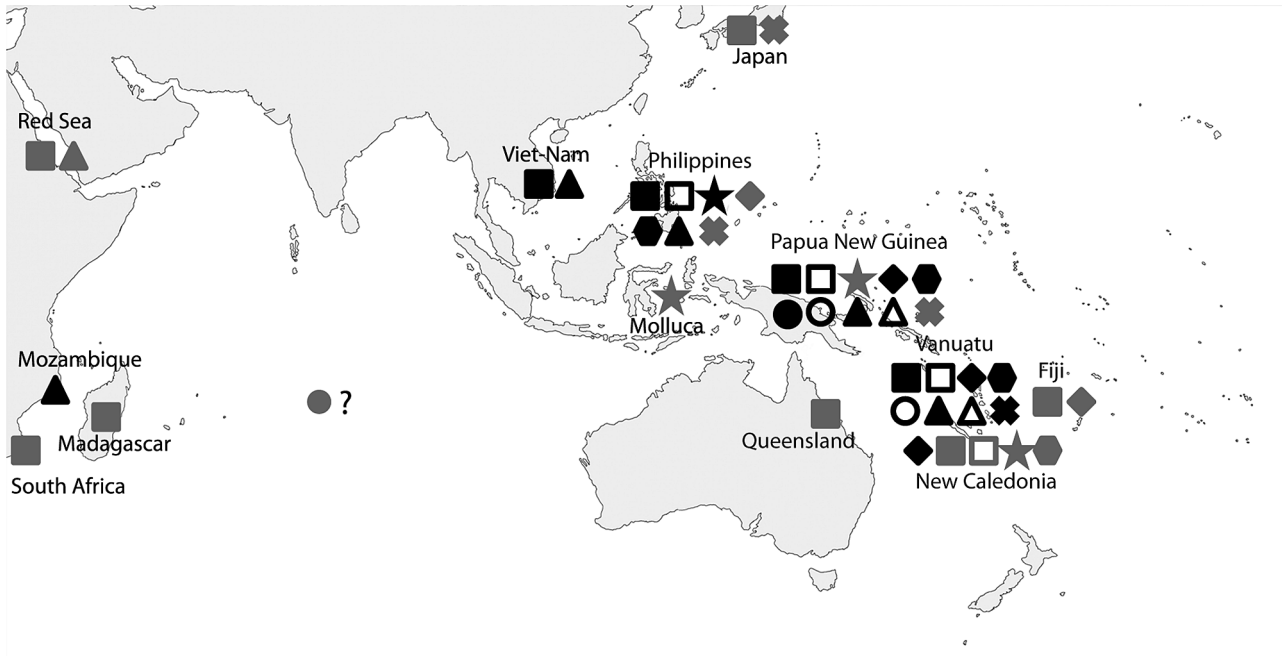 Japan
Red Sea
Viet-Nam
Philippines
Papua New Guinea
Molluca
Vanuatu
Mozambique
Fiji
?
Madagascar
Queensland
South Africa
New Caledonia